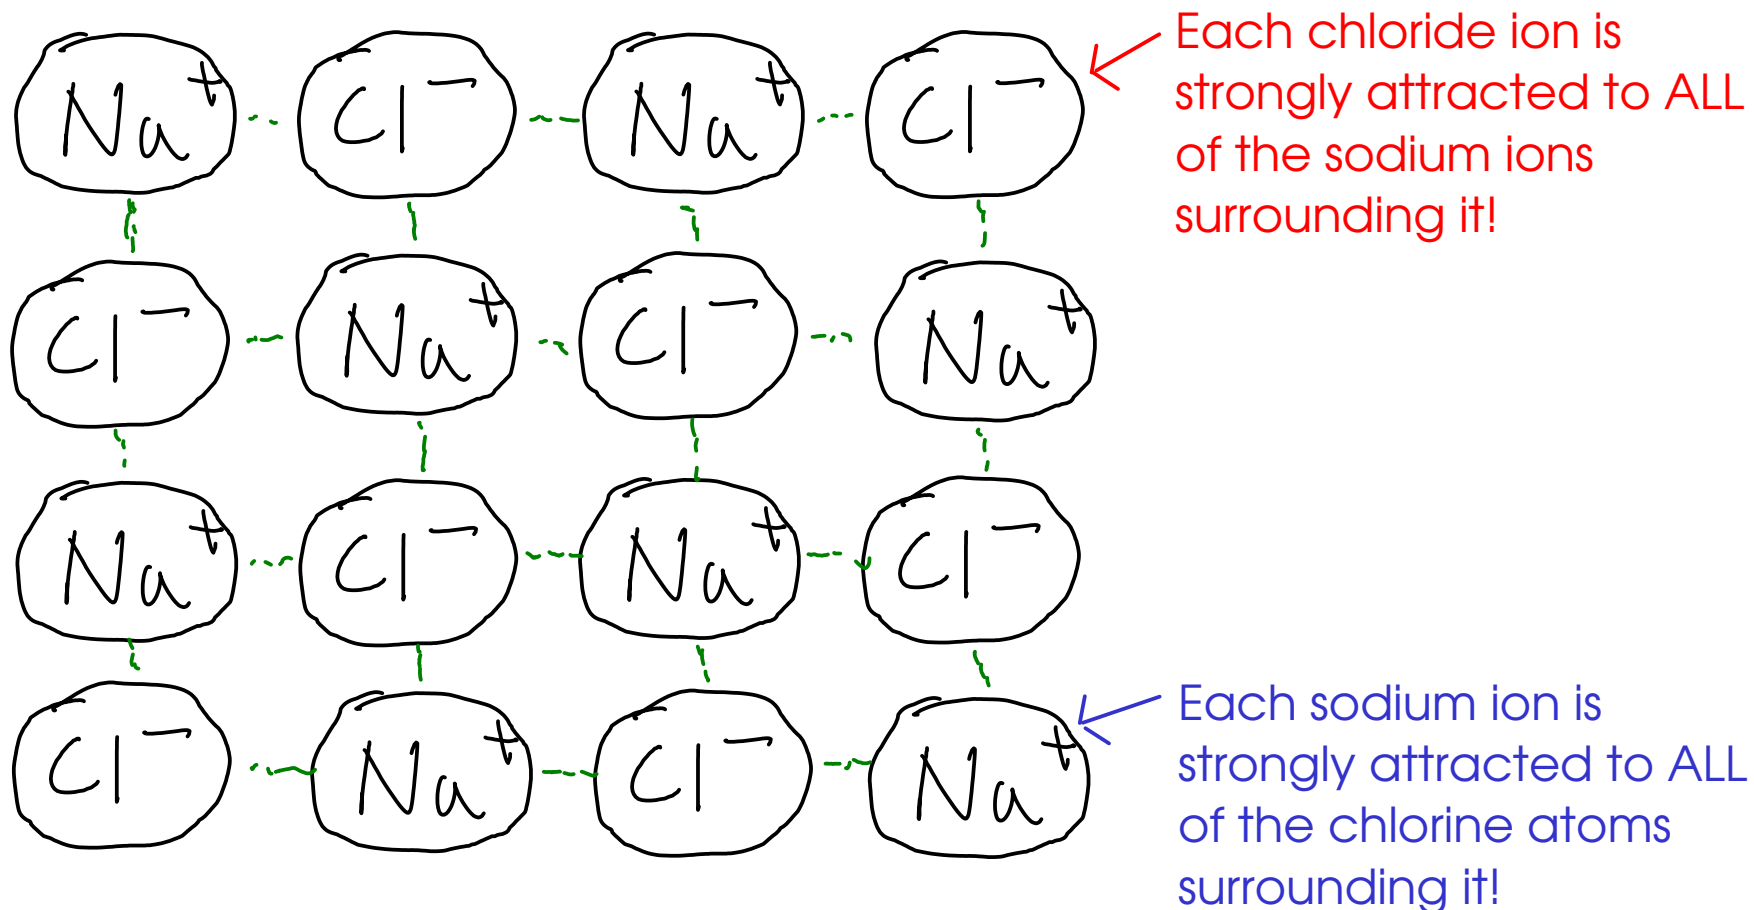 Na+ Cl− Na+ Cl−
Each chloride ion is
strongly attracted to ALL
of the sodium ions
surrounding it!
Cl− Na+ Cl− Na+
Na+ Cl− Na+ Cl−
Cl− Na+ Cl− Na+
Each sodium ion is
strongly attracted to ALL
of the chlorine atoms
surrounding it!